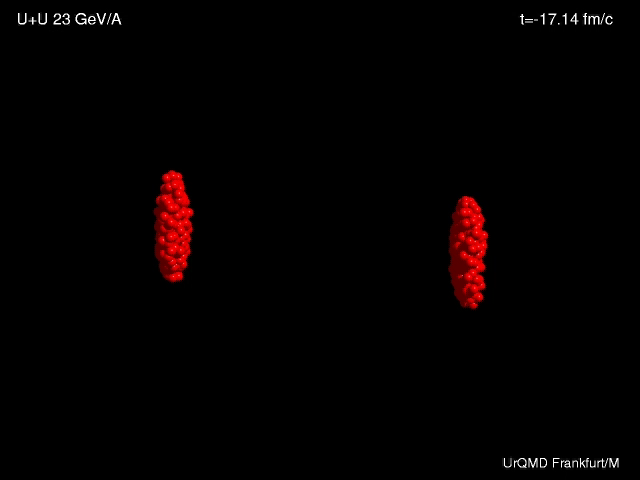 U+U 23 GeV/A
t=-17.14 fm/c
UrQMD Frankfurt/M